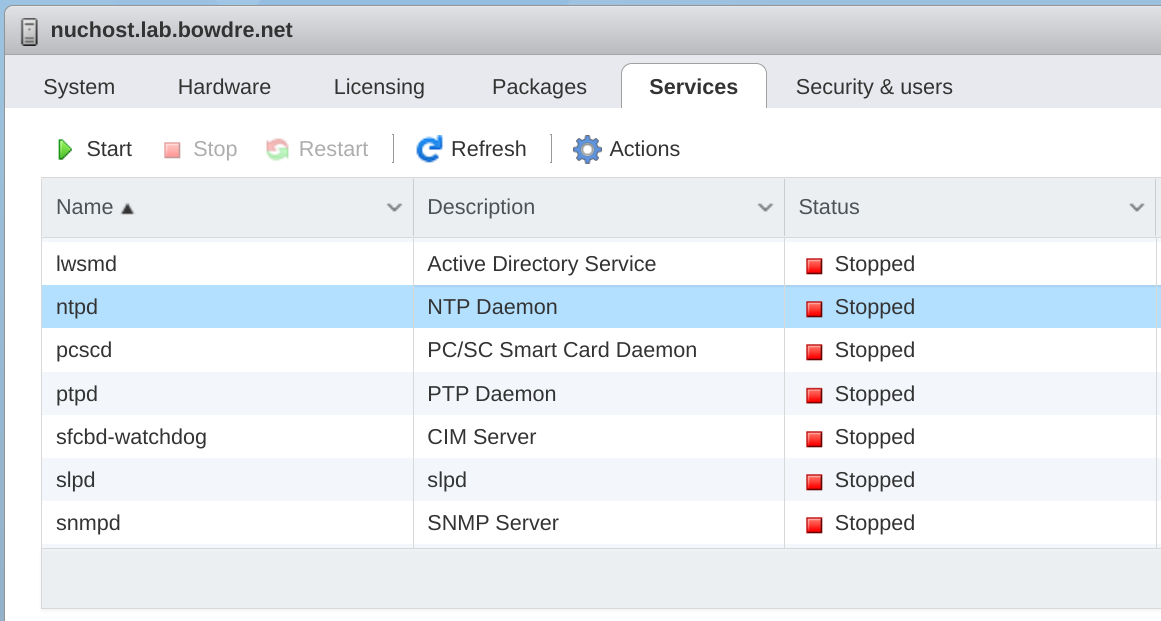 nuchost.lab.bowdre.net
System Hardware Licensing Packages Services Security & users
Start Stop Restart Refresh Actions
Name Description Status
lwsmd Active Directory Service Stopped
ntpd NTP Daemon Stopped
pcscd PC/SC Smart Card Daemon Stopped
ptpd PTP Daemon Stopped
sfcbd-watchdog CIM Server Stopped
slpd slpd Stopped
snmpd SNMP Server Stopped